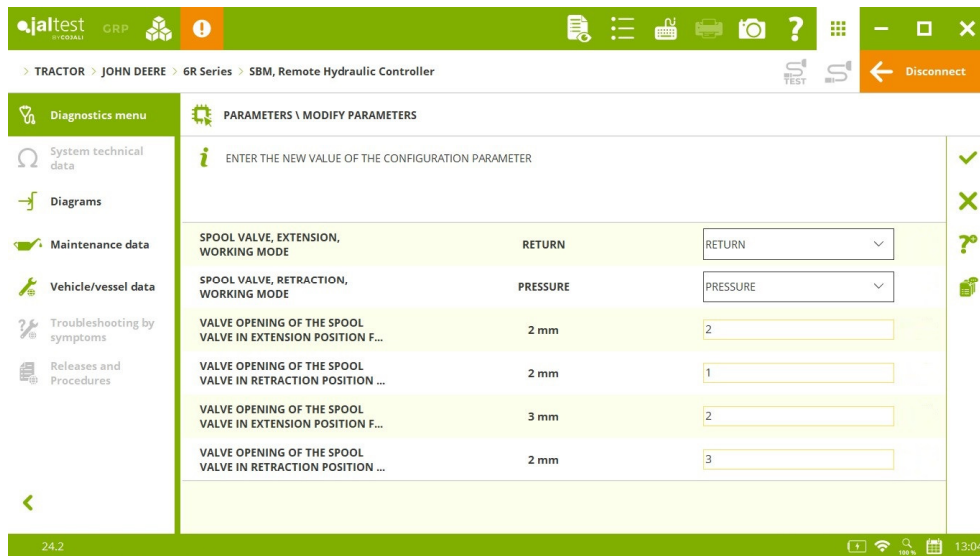 jaltest GRP
BY COJALI
> TRACTOR > JOHN DEERE > 6R Series > SBM, Remote Hydraulic Controller
TEST
Disconnect
Diagnostics menu
PARAMETERS \ MODIFY PARAMETERS
System technical
data
Diagrams
Maintenance data
Vehicle/vessel data
Troubleshooting by
symptoms
Releases and
Procedures
i ENTER THE NEW VALUE OF THE CONFIGURATION PARAMETER
SPOOL VALVE, EXTENSION,
WORKING MODE
RETURN
RETURN
SPOOL VALVE, RETRACTION,
WORKING MODE
PRESSURE
PRESSURE
VALVE OPENING OF THE SPOOL
VALVE IN EXTENSION POSITION F...
2 mm
2
VALVE OPENING OF THE SPOOL
VALVE IN RETRACTION POSITION ...
2 mm
1
VALVE OPENING OF THE SPOOL
VALVE IN EXTENSION POSITION F...
3 mm
2
VALVE OPENING OF THE SPOOL
VALVE IN RETRACTION POSITION ...
2 mm
3
24.2
100 %
13:04